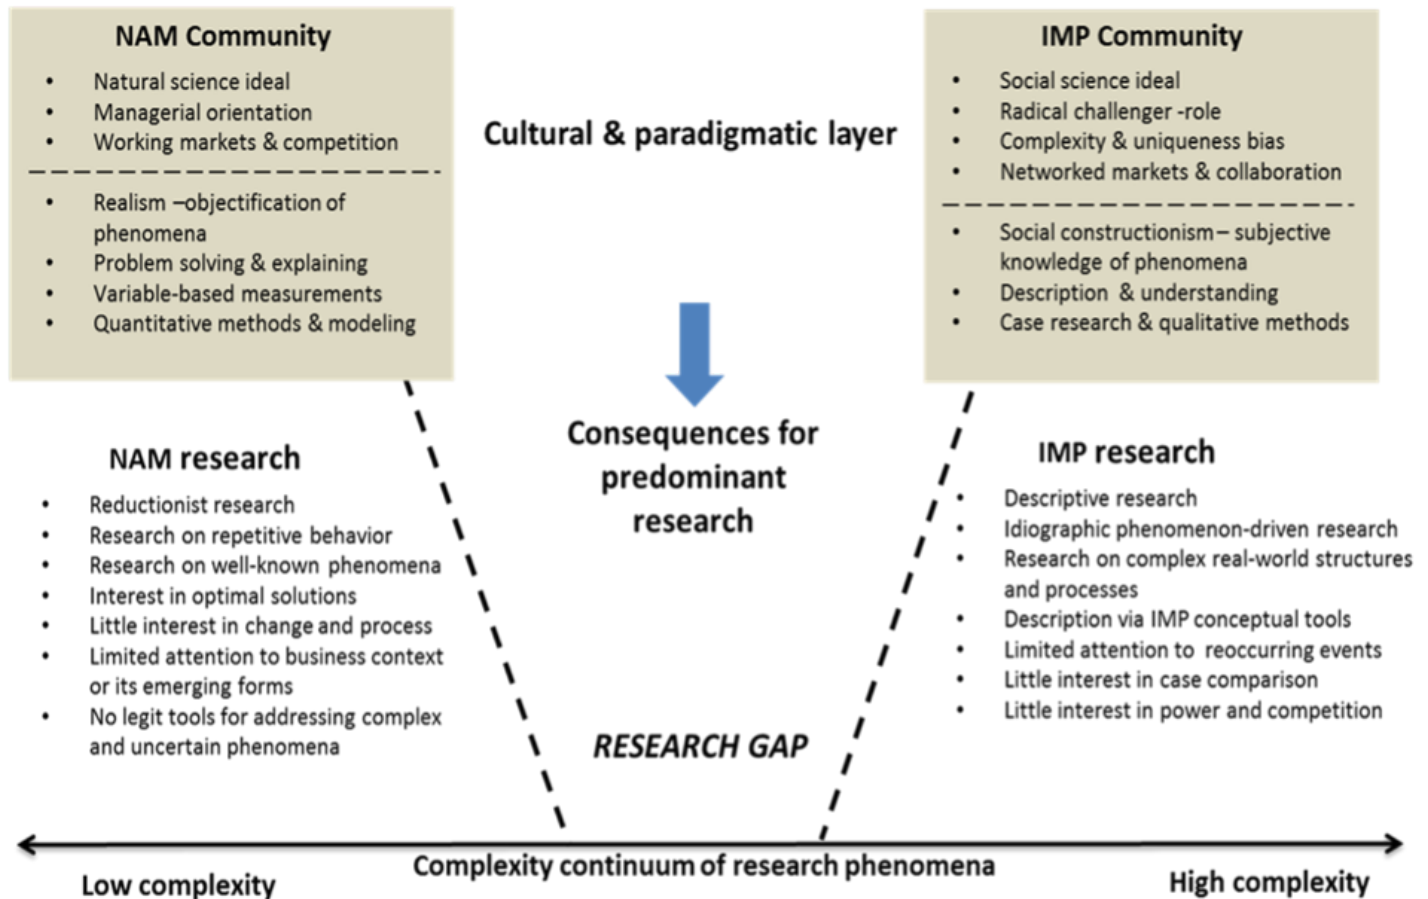 NAM Community
• Natural science ideal
• Managerial orientation
• Working markets & competition
• Realism –objectification of
phenomena
• Problem solving & explaining
• Variable-based measurements
• Quantitative methods & modeling
Cultural & paradigmatic layer
IMP Community
• Social science ideal
• Radical challenger -role
• Complexity & uniqueness bias
• Networked markets & collaboration
• Social constructionism – subjective
knowledge of phenomena
• Description & understanding
• Case research & qualitative methods
NAM research
• Reductionist research
• Research on repetitive behavior
• Research on well-known phenomena
• Interest in optimal solutions
• Little interest in change and process
• Limited attention to business context
or its emerging forms
• No legit tools for addressing complex
and uncertain phenomena
Consequences for
predominant
research
RESEARCH GAP
IMP research
• Descriptive research
• Idiographic phenomenon-driven research
• Research on complex real-world structures
and processes
• Description via IMP conceptual tools
• Limited attention to reoccurring events
• Little interest in case comparison
• Little interest in power and competition
Complexity continuum of research phenomena
Low complexity
High complexity